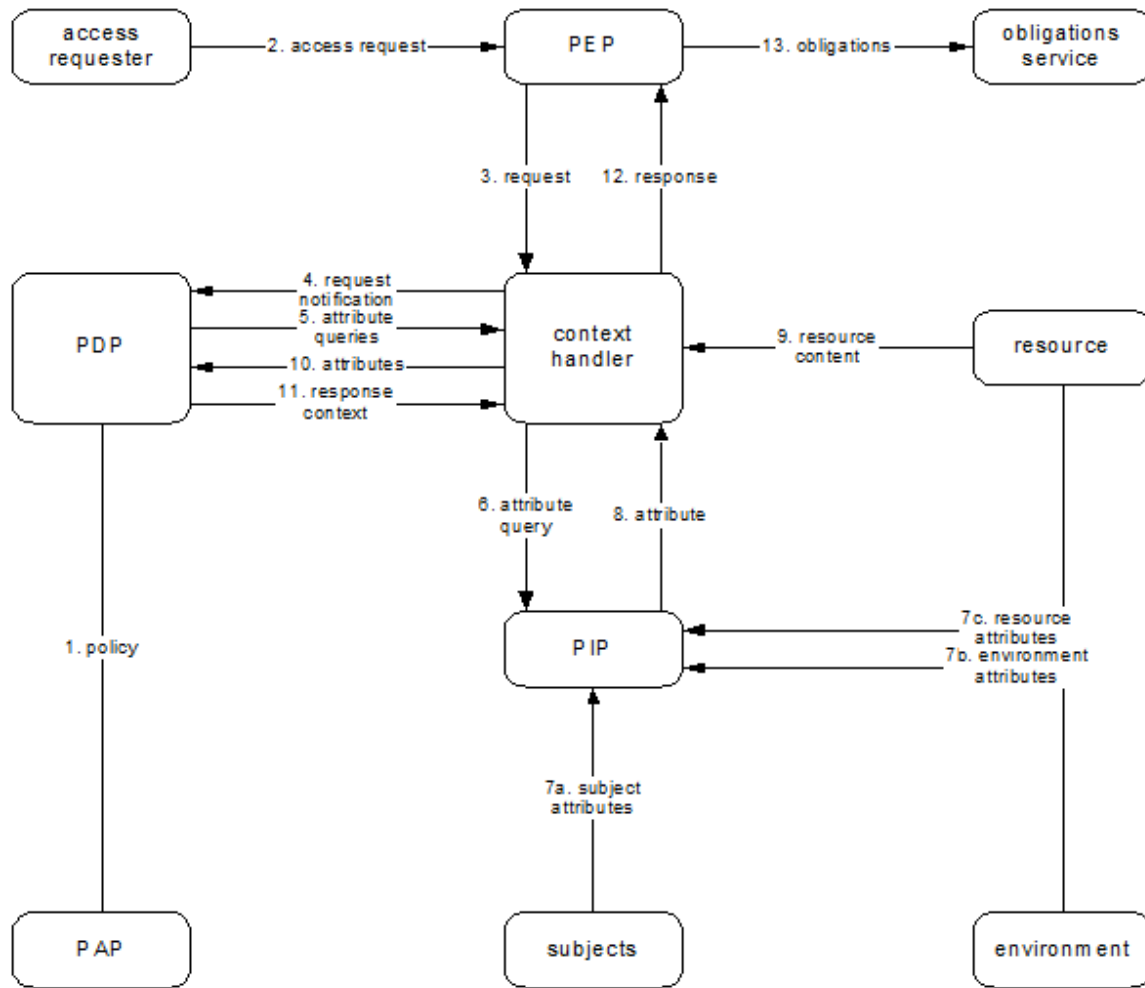 access
requester
2. access request
PEP
13. obligations
obligations
service
3. request
12. response
PDP
4. request
notification
5. attribute
queries
10. attributes
11. response
context
context
handler
9. resource
content
resource
6. attribute
query
8. attribute
1. policy
PIP
7c. resource
attributes
7b. environment
attributes
7a. subject
attributes
PAP
subjects
environment